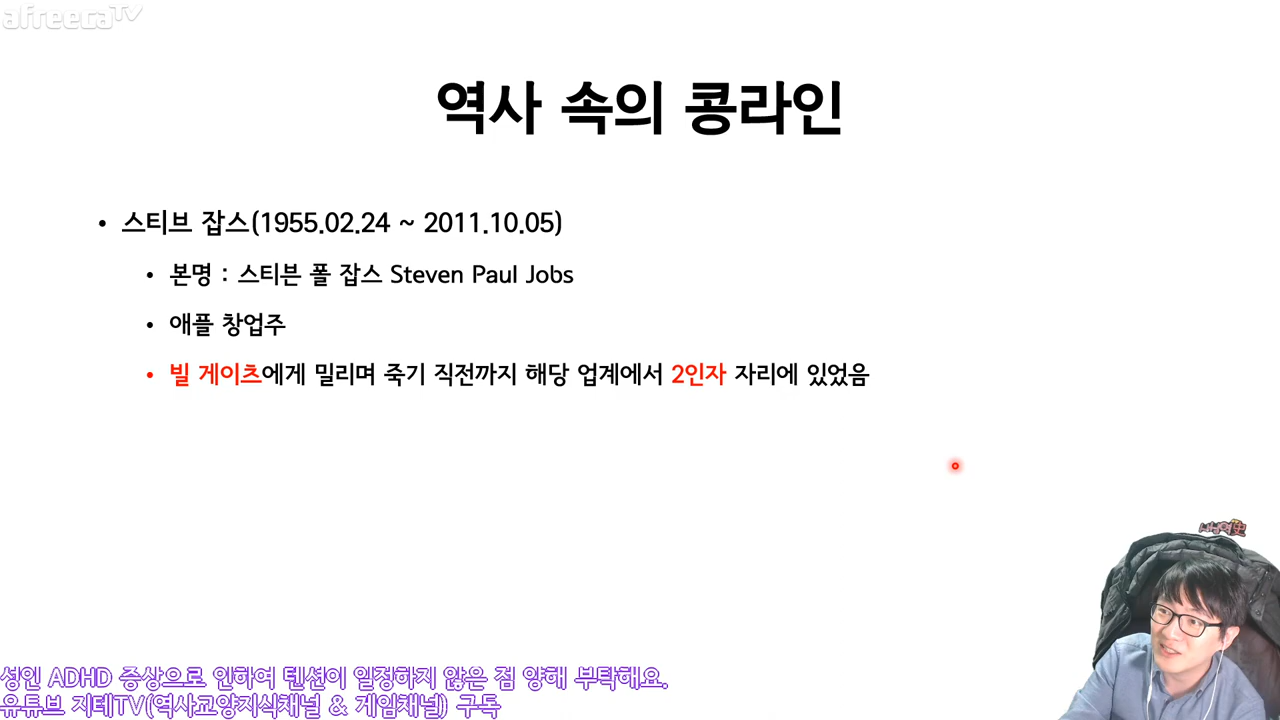 afreecaTV
역사 속의 콩라인
• 스티브 잡스(1955.02.24 ~ 2011.10.05)
• 본명 : 스티븐 폴 잡스 Steven Paul Jobs
• 애플 창업주
• 빌 게이츠에게 밀리며 죽기 직전까지 해당 업계에서 2인자 자리에 있었음
성인 ADHD 증상으로 인하여 텐션이 일정하지 않은 점 양해 부탁해요.
유튜브 지테TV(역사교양지식채널 & 게임채널) 구독